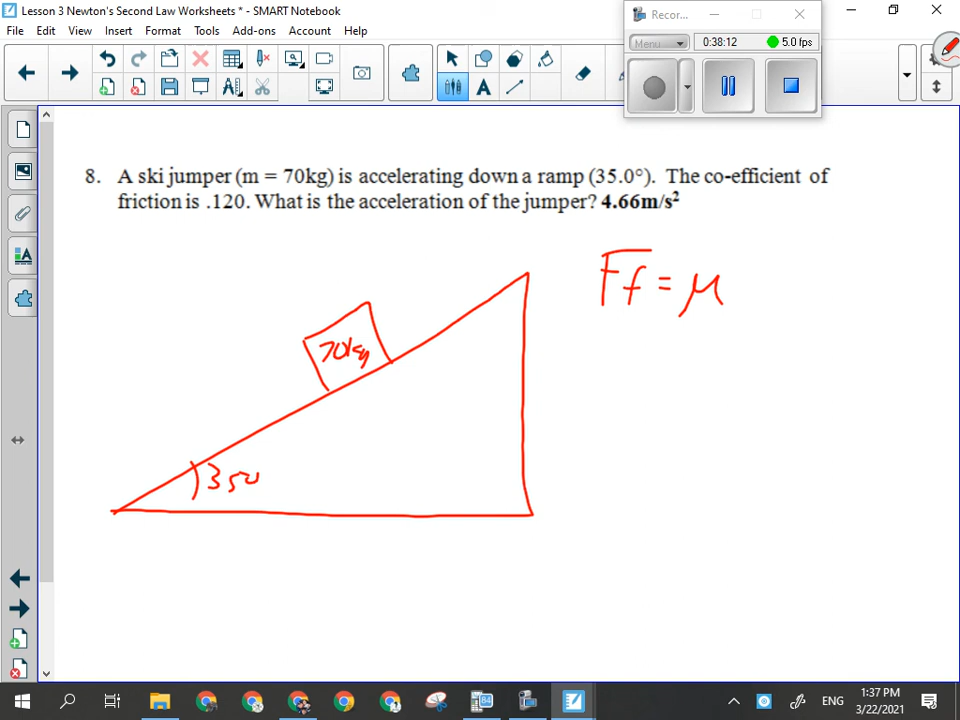 Lesson 3 Newton's Second Law Worksheets * - SMART Notebook
Recor...
File Edit View Insert Format Tools Add-ons Account Help
Menu
0:38:12
5.0 fps
8. A ski jumper (m = 70kg) is accelerating down a ramp (35.0°). The co-efficient of
friction is .120. What is the acceleration of the jumper? 4.66m/s²
Ff = μ
70kg
350
ENG
1:37 PM
3/22/2021